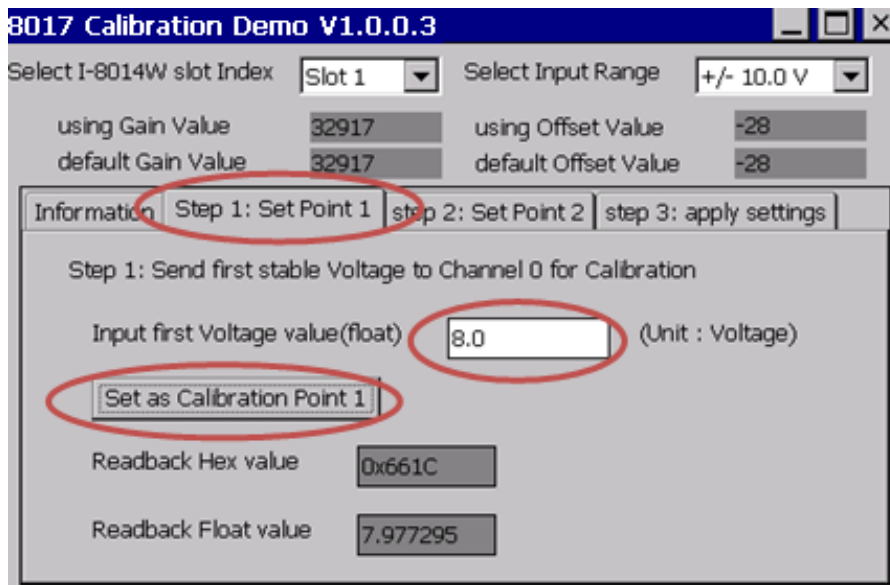 8017 Calibration Demo V1.0.0.3
Select I-8014W slot Index Slot 1 Select Input Range +/- 10.0 V
using Gain Value 32917 using Offset Value -28
default Gain Value 32917 default Offset Value -28
Information Step 1: Set Point 1 step 2: Set Point 2 step 3: apply settings
Step 1: Send first stable Voltage to Channel 0 for Calibration
Input first Voltage value(float) 8.0 (Unit : Voltage)
Set as Calibration Point 1
Readback Hex value 0x661C
Readback Float value 7.977295